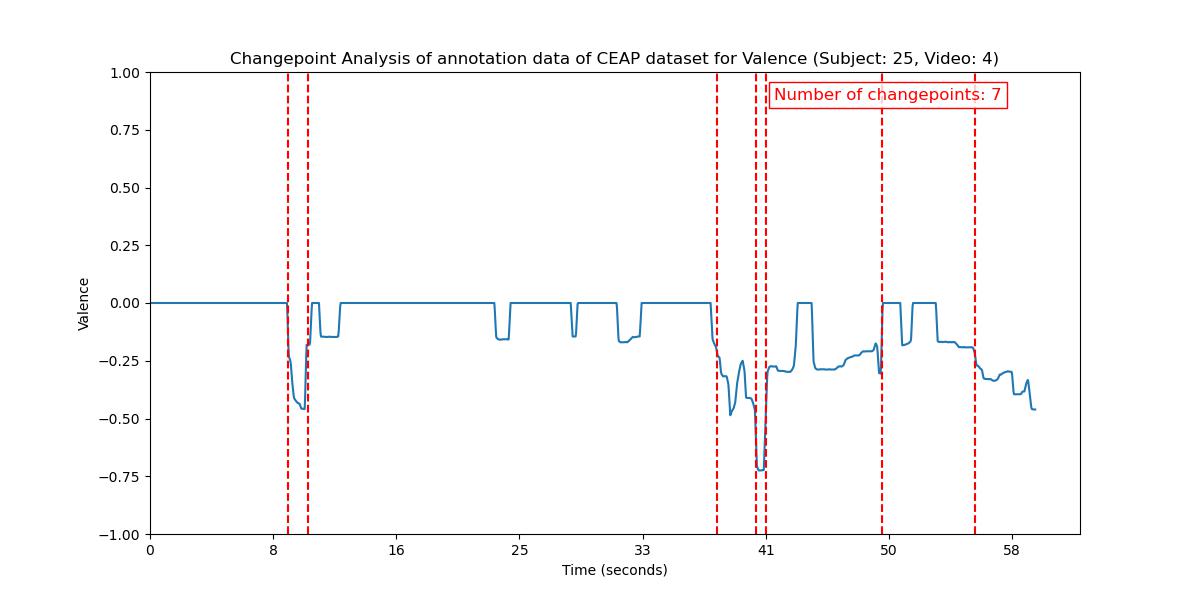 Changepoint Analysis of annotation data of CEAP dataset for Valence (Subject: 25, Video: 4)
Number of changepoints: 7
1.00
0.75
0.50
0.25
0.00
−0.25
−0.50
−0.75
−1.00
Valence
0 8 16 25 33 41 50 58
Time (seconds)